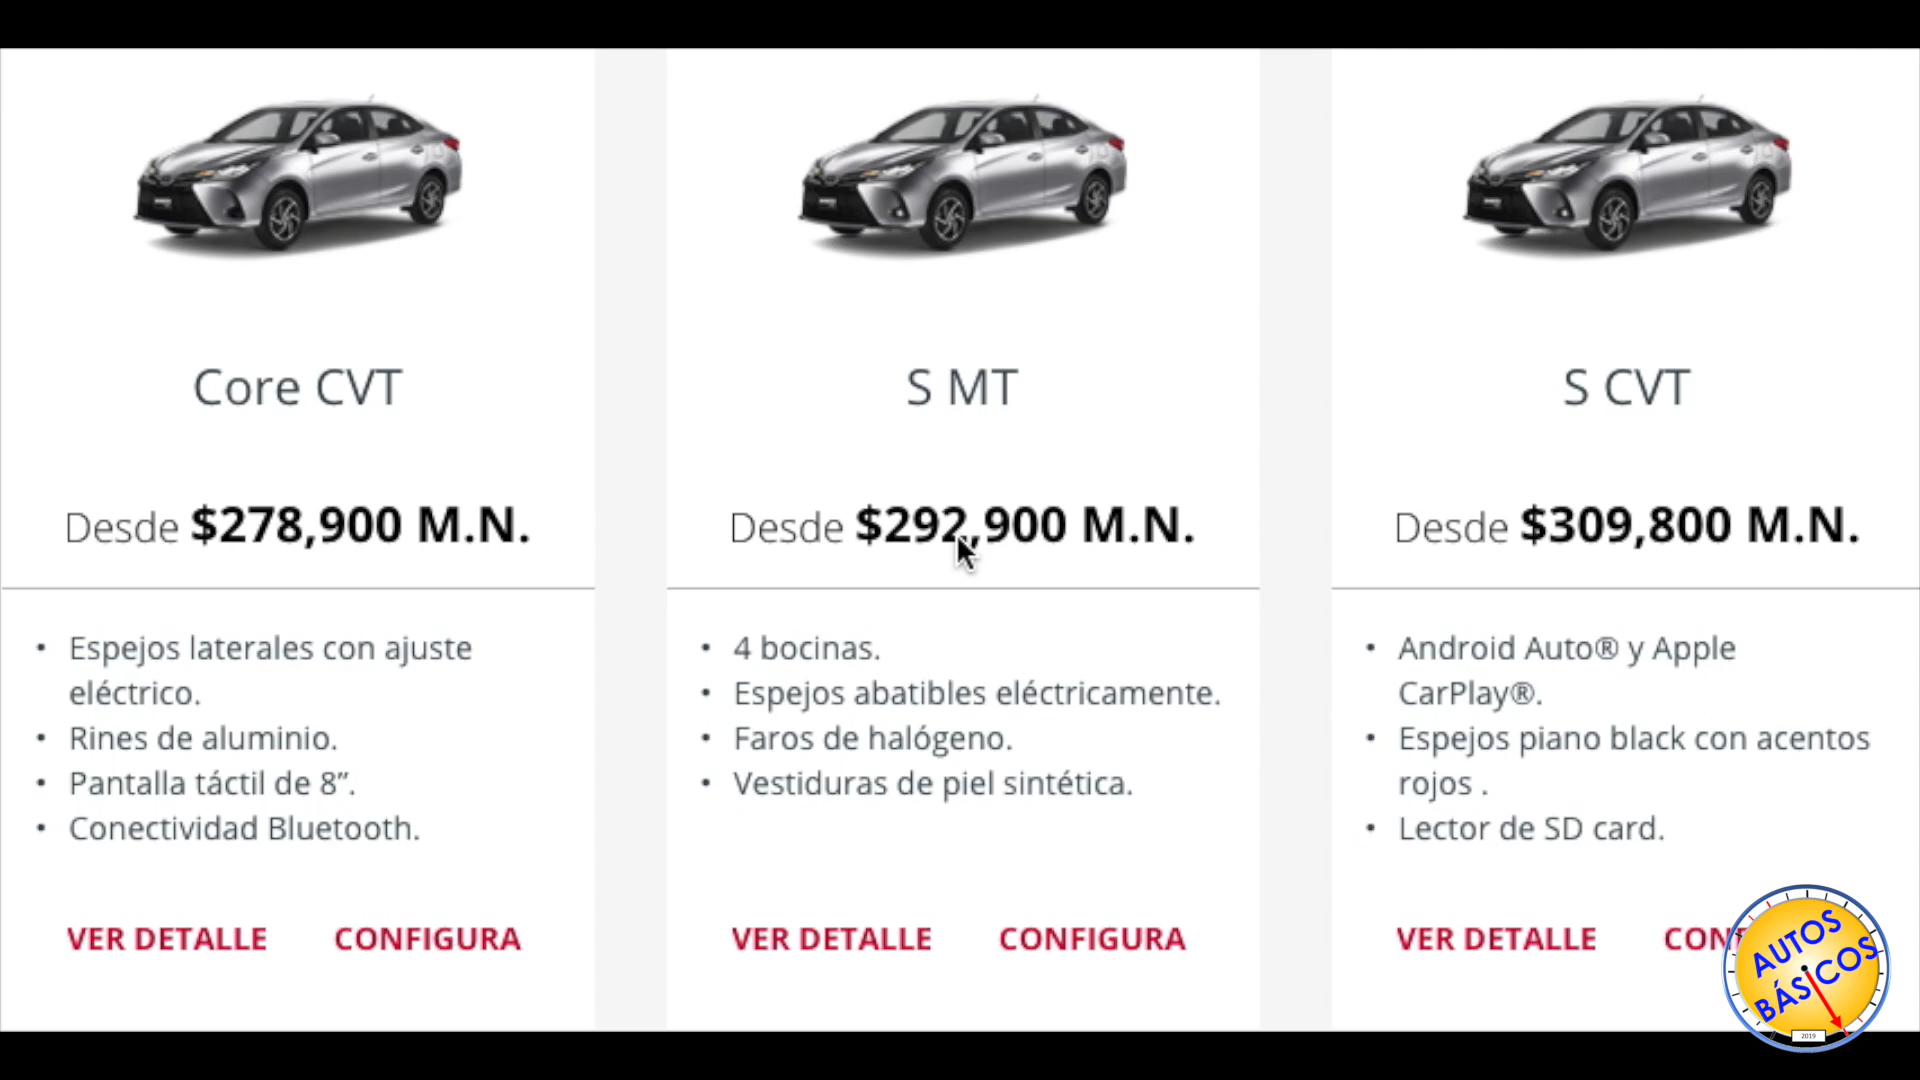 Core CVT
Desde $278,900 M.N.
• Espejos laterales con ajuste
eléctrico.
• Rines de aluminio.
• Pantalla táctil de 8”.
• Conectividad Bluetooth.
VER DETALLE CONFIGURA
S MT
Desde $292,900 M.N.
• 4 bocinas.
• Espejos abatibles eléctricamente.
• Faros de halógeno.
• Vestiduras de piel sintética.
VER DETALLE CONFIGURA
S CVT
Desde $309,800 M.N.
• Android Auto® y Apple
CarPlay®.
• Espejos piano black con acentos
rojos .
• Lector de SD card.
VER DETALLE
AUTOS
BÁSICOS
2019